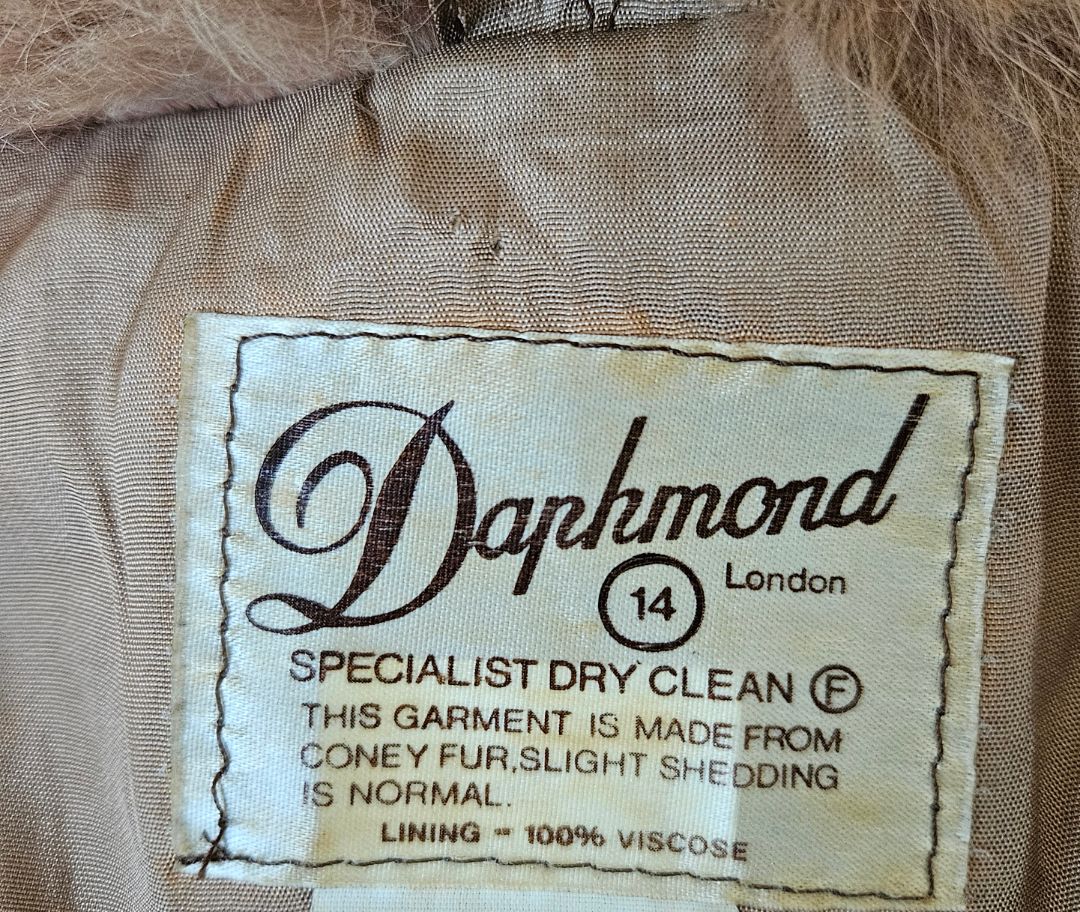 Daphmond
14 London
SPECIALIST DRY CLEAN Ⓕ
THIS GARMENT IS MADE FROM
CONEY FUR,SLIGHT SHEDDING
IS NORMAL.
LINING - 100% VISCOSE